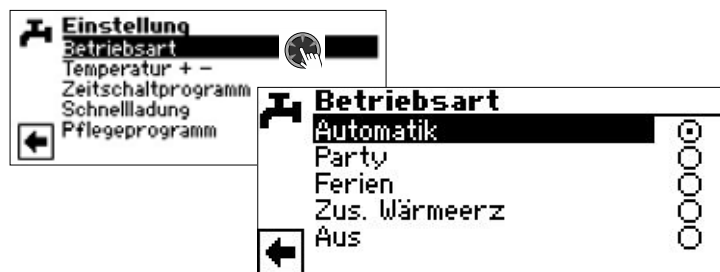 Einstellung
Betriebsart
Temperatur + -
Zeitschaltprogramm
Schnellladung
Pflegeprogramm
Betriebsart
Automatik
Party
Ferien
Zus. Wärmeerz
Aus